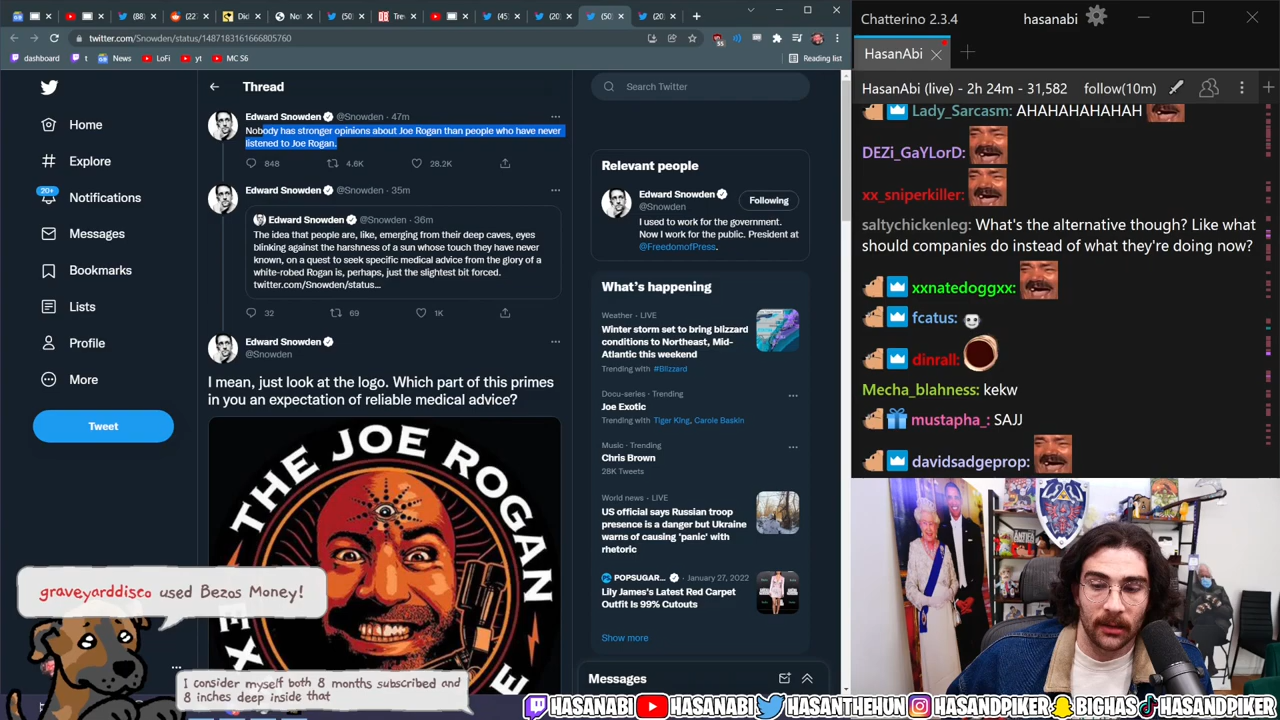 (88)
(22
Did
No
(50)
Trev
(45)
(20
(50)
(20
twitter.com/Snowden/status/1487183161666805760
dashboard
t
News
LoFi
yt
MC S6
Reading list
Home
Explore
20+
Notifications
Messages
Bookmarks
Lists
Profile
More
Tweet
Thread
Edward Snowden @Snowden · 47m
Nobody has stronger opinions about Joe Rogan than people who have never
listened to Joe Rogan.
848
4.6K
28.2K
Edward Snowden @Snowden · 35m
Edward Snowden @Snowden · 36m
The idea that people are, like, emerging from their deep caves, eyes
blinking against the harshness of a sun whose touch they have never
known, on a quest to seek specific medical advice from the glory of a
white-robed Rogan is, perhaps, just the slightest bit forced.
twitter.com/Snowden/status...
32
69
1K
Edward Snowden
@Snowden
I mean, just look at the logo. Which part of this primes
in you an expectation of reliable medical advice?
THE JOE ROGAN
Search Twitter
Relevant people
Edward Snowden
@Snowden
Following
I used to work for the government.
Now I work for the public. President at
@FreedomofPress.
What's happening
Weather · LIVE
Winter storm set to bring blizzard
conditions to Northeast, Mid-
Atlantic this weekend
Trending with #Blizzard
Docu-series · Trending
Joe Exotic
Trending with Tiger King, Carole Baskin
Music · Trending
Chris Brown
28K Tweets
World news · LIVE
US official says Russian troop
presence is a danger but Ukraine
warns of causing 'panic' with
rhetoric
POPSUGAR... · January 27, 2022
Lily James's Latest Red Carpet
Outfit Is 99% Cutouts
Show more
Messages
Chatterino 2.3.4
hasanabi
HasanAbi
HasanAbi (live) - 2h 24m - 31,582
follow(10m)
Lady_Sarcasm: AHAHAHAHAHAH
DEZi_GaYLorD:
xx_sniperkiller:
saltychickenleg: What's the alternative though? Like what
should companies do instead of what they're doing now?
xxnatedoggxx:
fcatus:
dinrall:
Mecha_blahness: kekw
mustapha_: SAJJ
davidsadgeprop:
graveyarddisco used Bezos Money!
I consider myself both 8 months subscribed and
8 inches deep inside that
HASANABI
HASANABI
HASANTHEHUN
HASANDPIKER
BIGHAS
HASANDPIKER